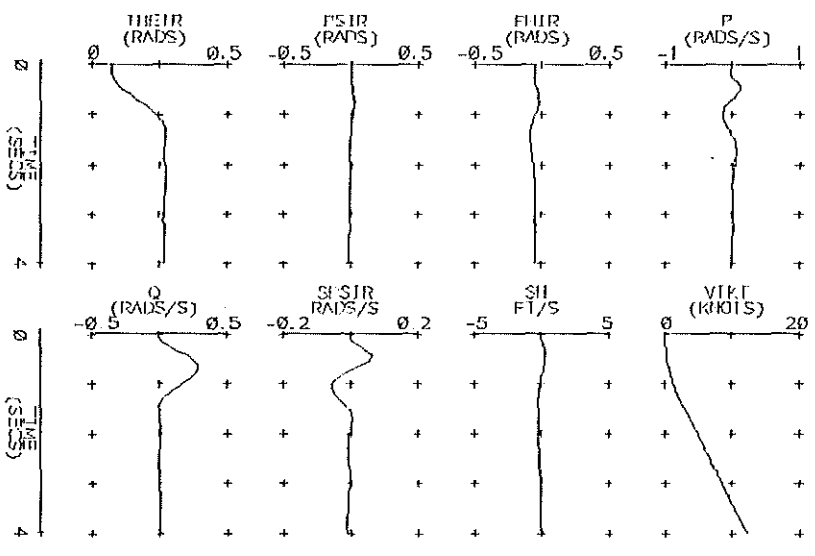 THETR PSIR PHIR P
(RADS) (RADS) (RADS) (RADS/S)
0 0.5 -0.5 0.5 -0.5 0.5 -1 1
0
TIME
(SECS)
4
Q SPSIR SH VTKT
(RADS/S) RADS/S FT/S (KNOTS)
-0.5 0.5 -0.2 0.2 -5 5 0 20
0
TIME
(SECS)
4